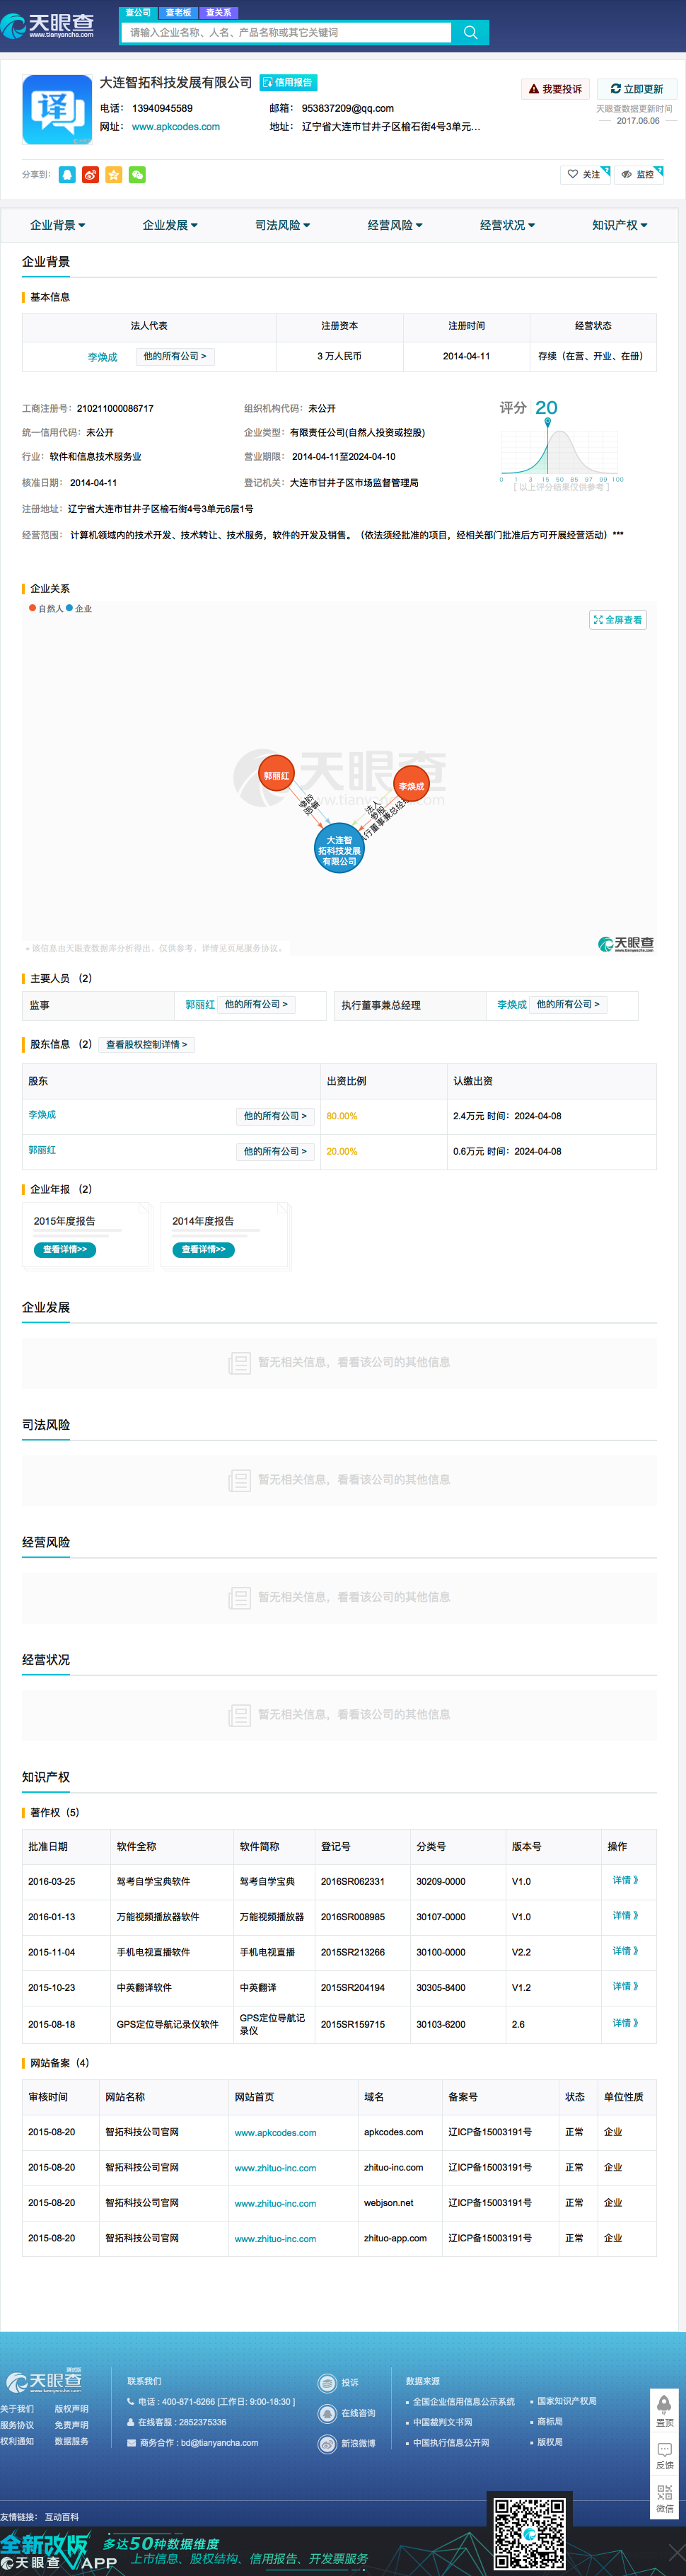 天眼查
www.tianyancha.com
查公司 查老板 查关系
请输入企业名称、人名、产品名称或其它关键词
译
大连智拓科技发展有限公司 信用报告
电话： 13940945589 邮箱： 953837209@qq.com
网址： www.apkcodes.com 地址： 辽宁省大连市甘井子区榆石街4号3单元...
我要投诉 立即更新
天眼查数据更新时间
2017.06.06
分享到：
关注 监控
企业背景 企业发展 司法风险 经营风险 经营状况 知识产权
企业背景
基本信息
法人代表 注册资本 注册时间 经营状态
李焕成 他的所有公司 > 3 万人民币 2014-04-11 存续（在营、开业、在册）
工商注册号：210211000086717 组织机构代码：未公开
统一信用代码：未公开 企业类型：有限责任公司(自然人投资或控股)
行业：软件和信息技术服务业 营业期限： 2014-04-11至2024-04-10
核准日期： 2014-04-11 登记机关：大连市甘井子区市场监督管理局
注册地址：辽宁省大连市甘井子区榆石街4号3单元6层1号
经营范围： 计算机领域内的技术开发、技术转让、技术服务，软件的开发及销售。（依法须经批准的项目，经相关部门批准后方可开展经营活动）***
评分 20
0 1 3 15 50 85 97 99 100
[ 以上评分结果仅供参考 ]
企业关系
自然人 企业
全屏查看
天眼查
www.tianyancha.com
郭丽红
李焕成
参股
监事
法人
参股
执行董事兼总经理
大连智
拓科技发展
有限公司
* 该信息由天眼查数据库分析得出，仅供参考，详情见页尾服务协议。
天眼查
www.tianyancha.com
主要人员 （2）
监事 郭丽红 他的所有公司 > 执行董事兼总经理 李焕成 他的所有公司 >
股东信息 （2） 查看股权控制详情 >
股东 出资比例 认缴出资
李焕成 他的所有公司 > 80.00% 2.4万元 时间：2024-04-08
郭丽红 他的所有公司 > 20.00% 0.6万元 时间：2024-04-08
企业年报 （2）
2015年度报告 2014年度报告
查看详情>> 查看详情>>
企业发展
暂无相关信息，看看该公司的其他信息
司法风险
暂无相关信息，看看该公司的其他信息
经营风险
暂无相关信息，看看该公司的其他信息
经营状况
暂无相关信息，看看该公司的其他信息
知识产权
著作权（5）
批准日期 软件全称 软件简称 登记号 分类号 版本号 操作
2016-03-25 驾考自学宝典软件 驾考自学宝典 2016SR062331 30209-0000 V1.0 详情 》
2016-01-13 万能视频播放器软件 万能视频播放器 2016SR008985 30107-0000 V1.0 详情 》
2015-11-04 手机电视直播软件 手机电视直播 2015SR213266 30100-0000 V2.2 详情 》
2015-10-23 中英翻译软件 中英翻译 2015SR204194 30305-8400 V1.2 详情 》
2015-08-18 GPS定位导航记录仪软件 GPS定位导航记录仪 2015SR159715 30103-6200 2.6 详情 》
网站备案（4）
审核时间 网站名称 网站首页 域名 备案号 状态 单位性质
2015-08-20 智拓科技公司官网 www.apkcodes.com apkcodes.com 辽ICP备15003191号 正常 企业
2015-08-20 智拓科技公司官网 www.zhituo-inc.com zhituo-inc.com 辽ICP备15003191号 正常 企业
2015-08-20 智拓科技公司官网 www.zhituo-inc.com webjson.net 辽ICP备15003191号 正常 企业
2015-08-20 智拓科技公司官网 www.zhituo-inc.com zhituo-app.com 辽ICP备15003191号 正常 企业
天眼查
关于我们 版权声明
服务协议 免责声明
权利通知 数据服务
联系我们
电话：400-871-6266 [工作日: 9:00-18:30 ]
在线客服：2852375336
商务合作：bd@tianyancha.com
投诉
在线咨询
新浪微博
数据来源
全国企业信用信息公示系统 国家知识产权局
中国裁判文书网 商标局
中国执行信息公开网 版权局
置顶
反馈
微信
友情链接： 互动百科
全新改版 多达50种数据维度
天眼查APP 上市信息、股权结构、信用报告、开发票服务